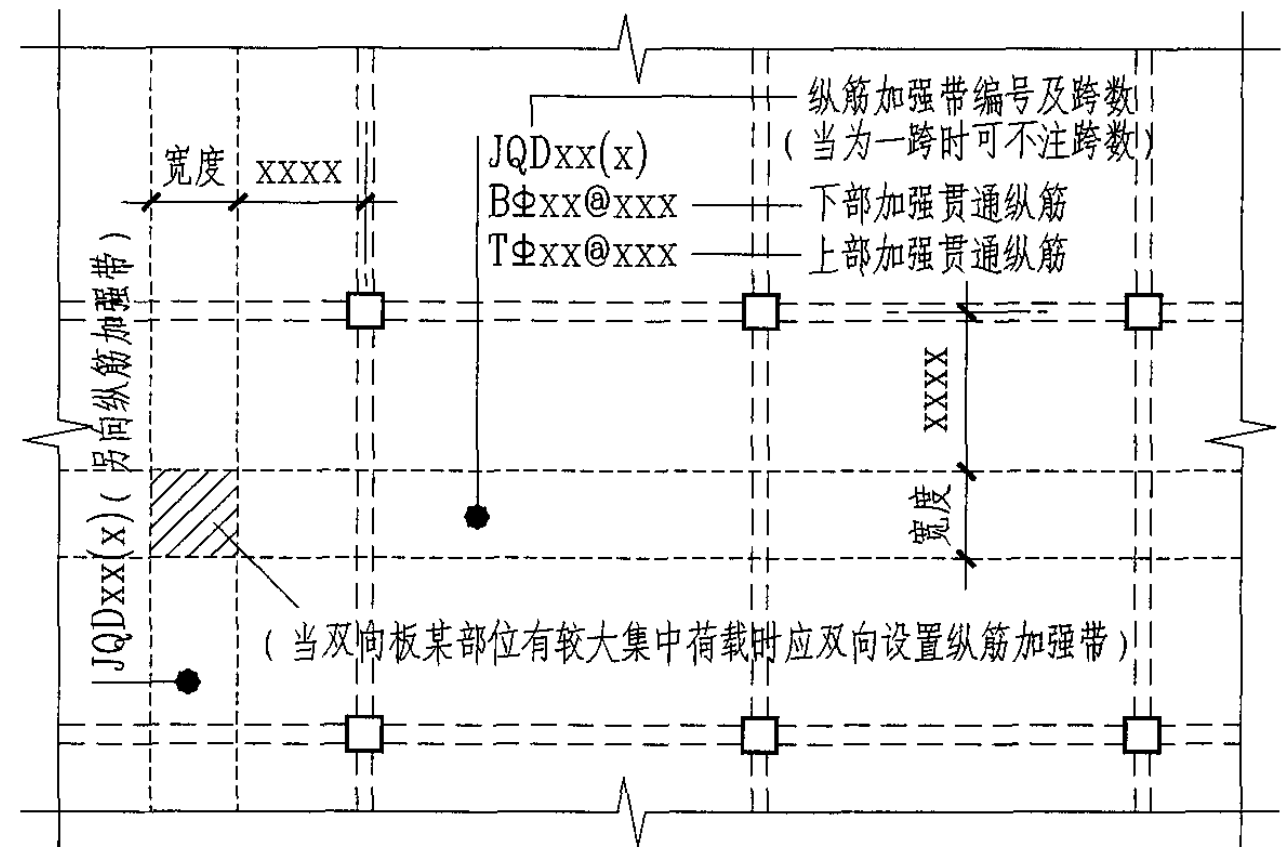 纵筋加强带编号及跨数
(当为一跨时可不注跨数)
JQDxx(x)
BΦxx@xxx
下部加强贯通纵筋
TΦxx@xxx
上部加强贯通纵筋
宽度
xxxx
JQDxx(x)(另向纵筋加强带)
xxxx
宽度
(当双向板某部位有较大集中荷载时应双向设置纵筋加强带)